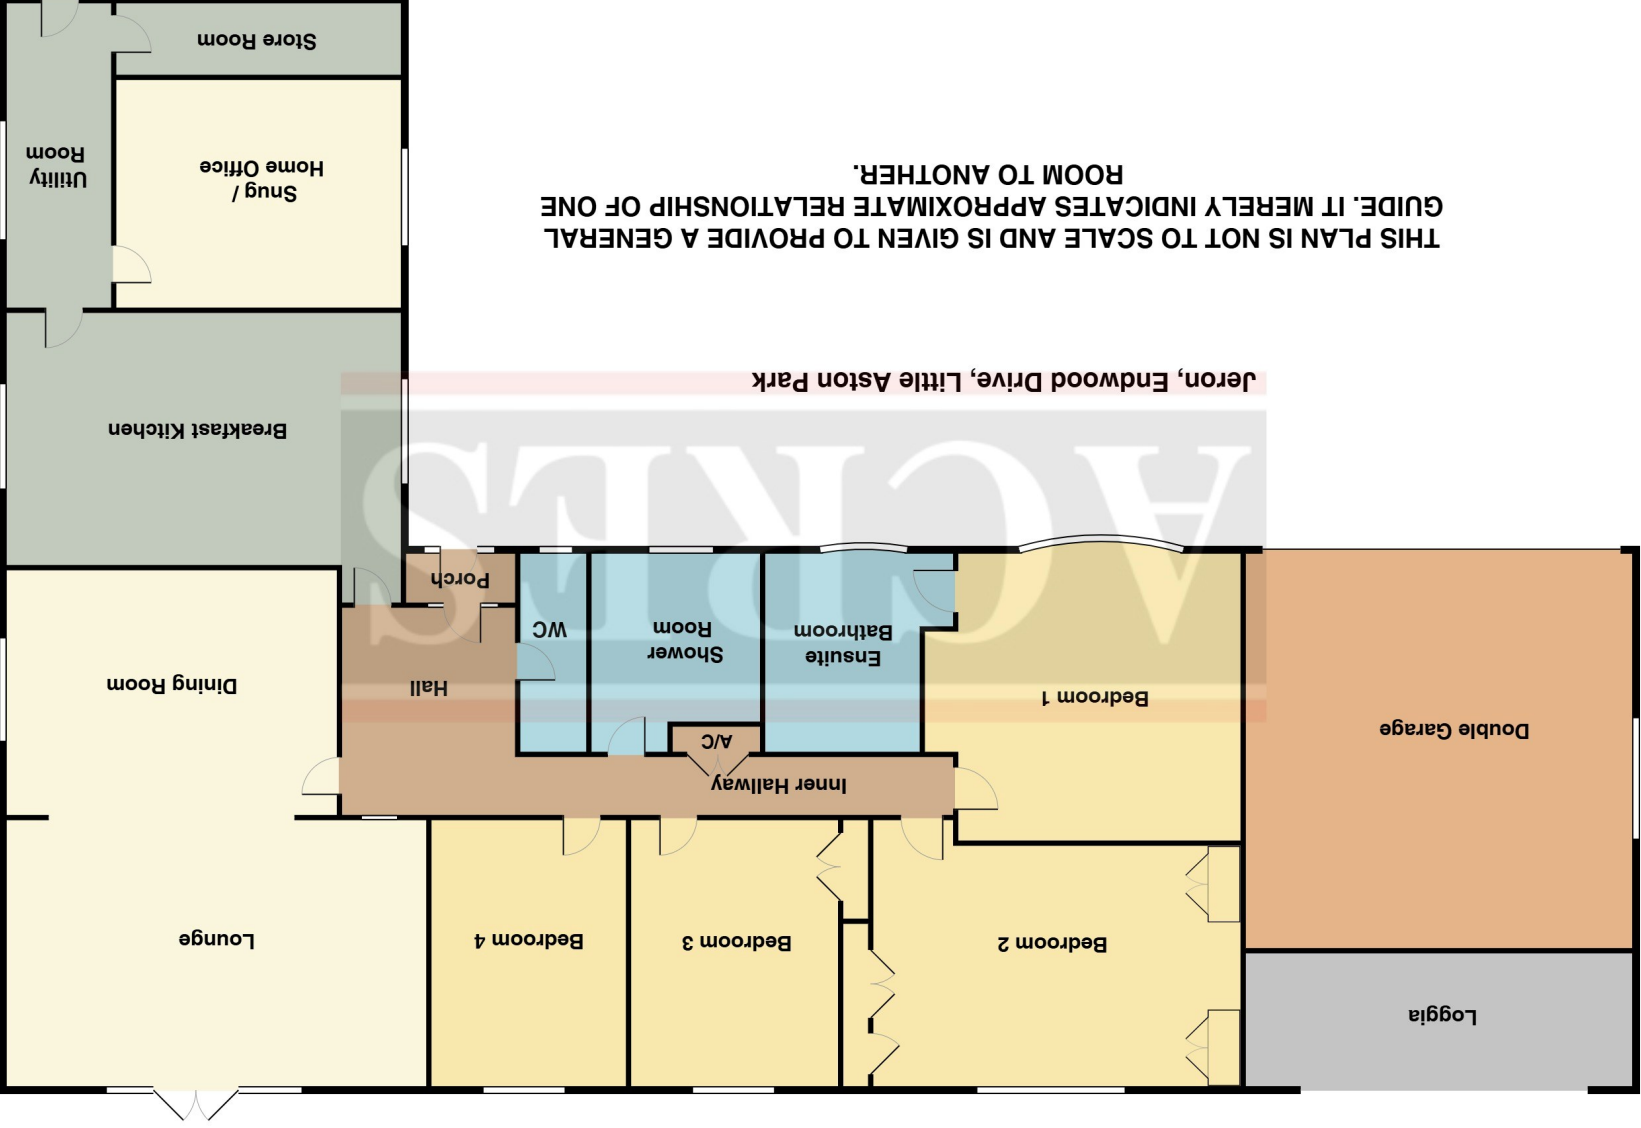 Loggia
Bedroom 2
Bedroom 3
Bedroom 4
Lounge
Inner Hallway
A/C
Double Garage
Bedroom 1
Ensuite
Bathroom
Shower
Room
WC
Hall
Dining Room
Porch
ACRES
Breakfast Kitchen
Jeron, Endwood Drive, Little Aston Park
THIS PLAN IS NOT TO SCALE AND IS GIVEN TO PROVIDE A GENERAL
GUIDE. IT MERELY INDICATES APPROXIMATE RELATIONSHIP OF ONE
ROOM TO ANOTHER.
Snug /
Home Office
Utility
Room
Store Room